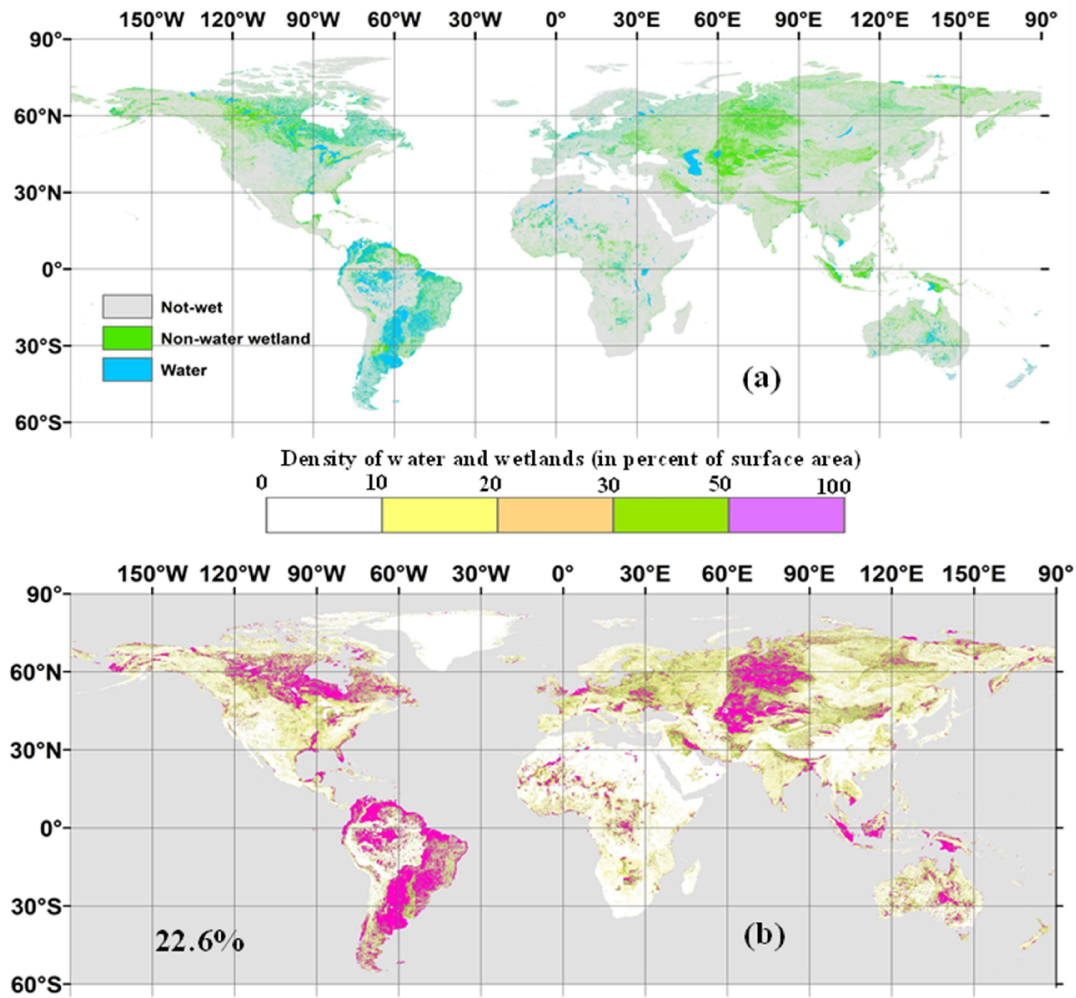 150°W 120°W 90°W 60°W 30°W 0° 30°E 60°E 90°E 120°E 150°E 90°
90°
60°N
30°N
0°
Not-wet
Non-water wetland
30°S
Water
(a)
60°S
Density of water and wetlands (in percent of surface area)
0 10 20 30 50 100
150°W 120°W 90°W 60°W 30°W 0° 30°E 60°E 90°E 120°E 150°E 90°
90°
60°N
30°N
0°
30°S
22.6%
(b)
60°S